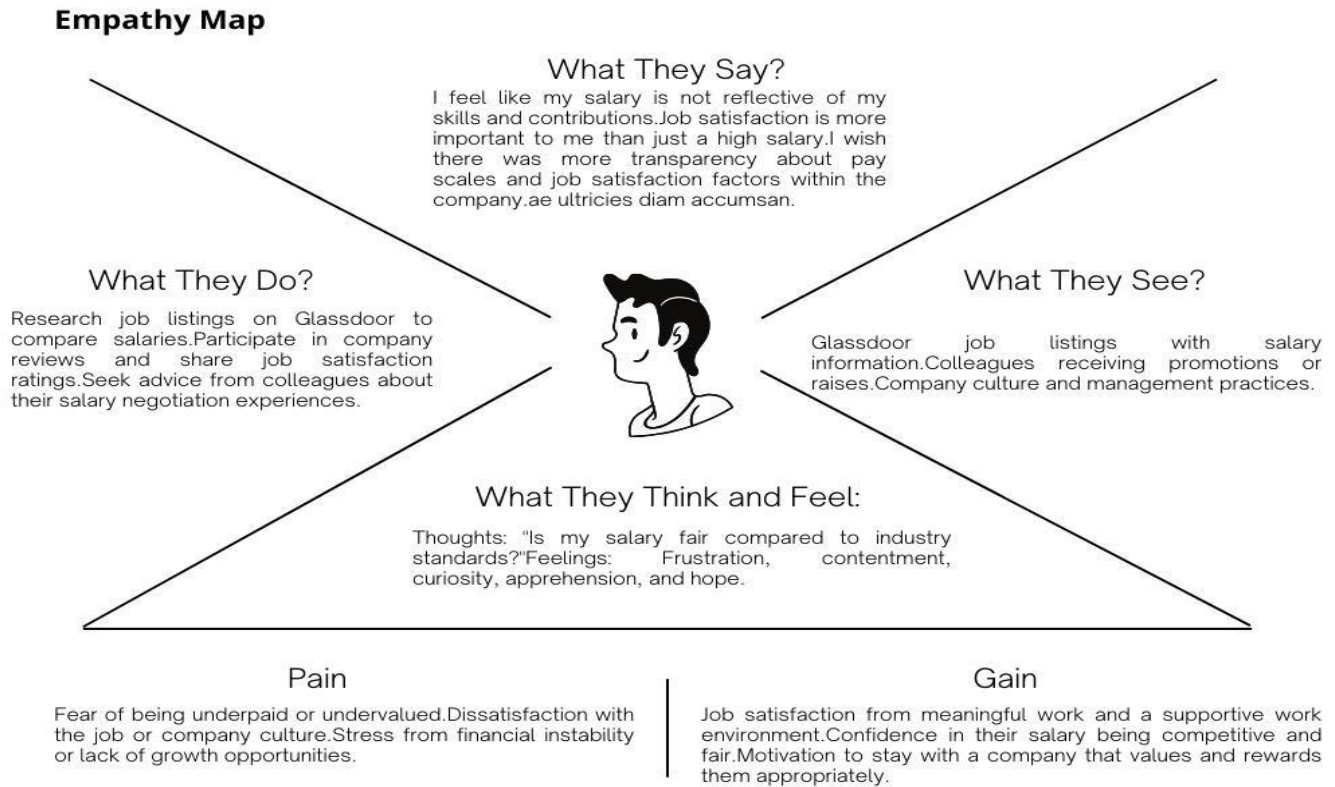 Empathy Map
What They Say?
I feel like my salary is not reflective of my
skills and contributions.Job satisfaction is more
important to me than just a high salary.I wish
there was more transparency about pay
scales and job satisfaction factors within the
company.ae ultricies diam accumsan.
What They Do?
Research job listings on Glassdoor to
compare salaries.Participate in company
reviews and share job satisfaction
ratings.Seek advice from colleagues about
their salary negotiation experiences.
What They See?
Glassdoor job listings with salary
information.Colleagues receiving promotions or
raises.Company culture and management practices.
What They Think and Feel:
Thoughts: "Is my salary fair compared to industry
standards?"Feelings: Frustration, contentment,
curiosity, apprehension, and hope.
Pain
Fear of being underpaid or undervalued.Dissatisfaction with
the job or company culture.Stress from financial instability
or lack of growth opportunities.
Gain
Job satisfaction from meaningful work and a supportive work
environment.Confidence in their salary being competitive and
fair.Motivation to stay with a company that values and rewards
them appropriately.